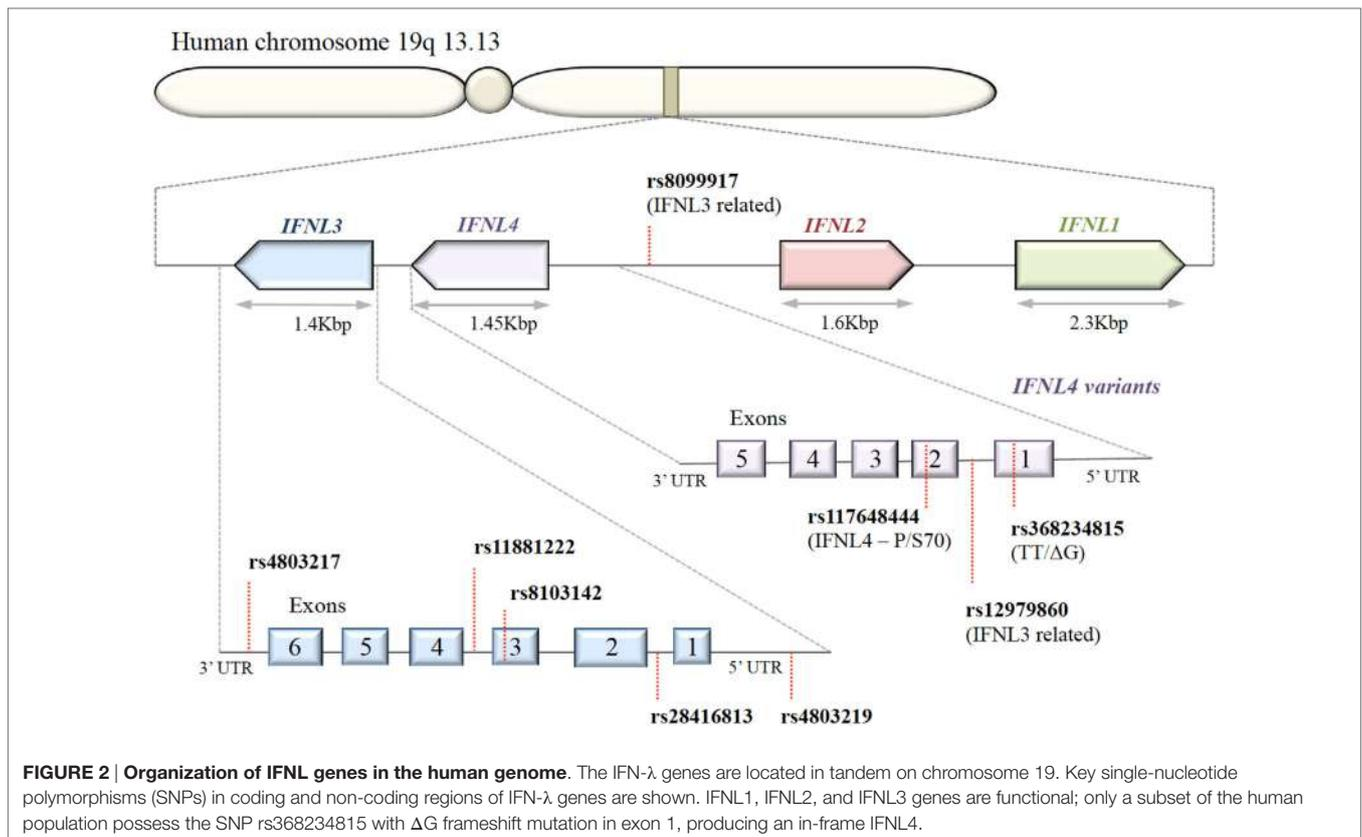 Human chromosome 19q 13.13
rs8099917
(IFNL3 related)
IFNL3
IFNL4
IFNL2
IFNL1
1.4Kbp
1.45Kbp
1.6Kbp
2.3Kbp
IFNL4 variants
Exons
5 4 3 2 1
3' UTR
5' UTR
rs117648444
(IFNL4 – P/S70)
rs368234815
(TT/ΔG)
rs12979860
(IFNL3 related)
rs4803217
rs11881222
rs8103142
Exons
6 5 4 3 2 1
3' UTR
5' UTR
rs28416813
rs4803219
FIGURE 2 | Organization of IFNL genes in the human genome. The IFN-λ genes are located in tandem on chromosome 19. Key single-nucleotide
polymorphisms (SNPs) in coding and non-coding regions of IFN-λ genes are shown. IFNL1, IFNL2, and IFNL3 genes are functional; only a subset of the human
population possess the SNP rs368234815 with ΔG frameshift mutation in exon 1, producing an in-frame IFNL4.